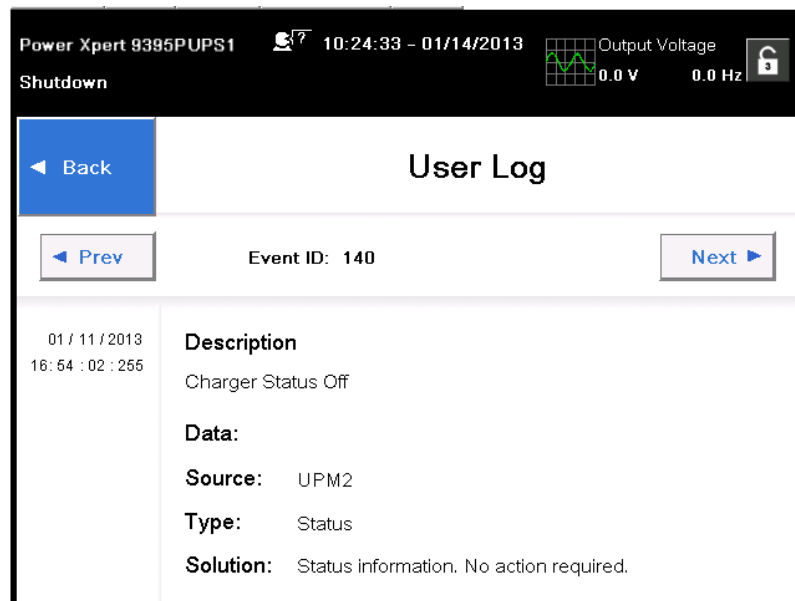 Power Xpert 9395PUPS1
10:24:33 - 01/14/2013
Output Voltage
Shutdown
0.0 V 0.0 Hz
3
Back
User Log
Prev
Event ID: 140
Next
01/11/2013
16:54:02:255
Description
Charger Status Off
Data:
Source: UPM2
Type: Status
Solution: Status information. No action required.